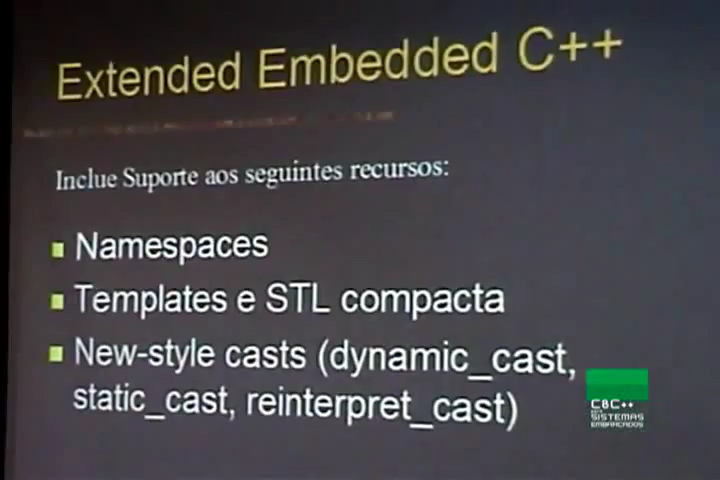 Extended Embedded C++
Inclue Suporte aos seguintes recursos:
Namespaces
Templates e STL compacta
New-style casts (dynamic_cast,
static_cast, reinterpret_cast)
C&C++
SISTEMAS
EMBARCADOS